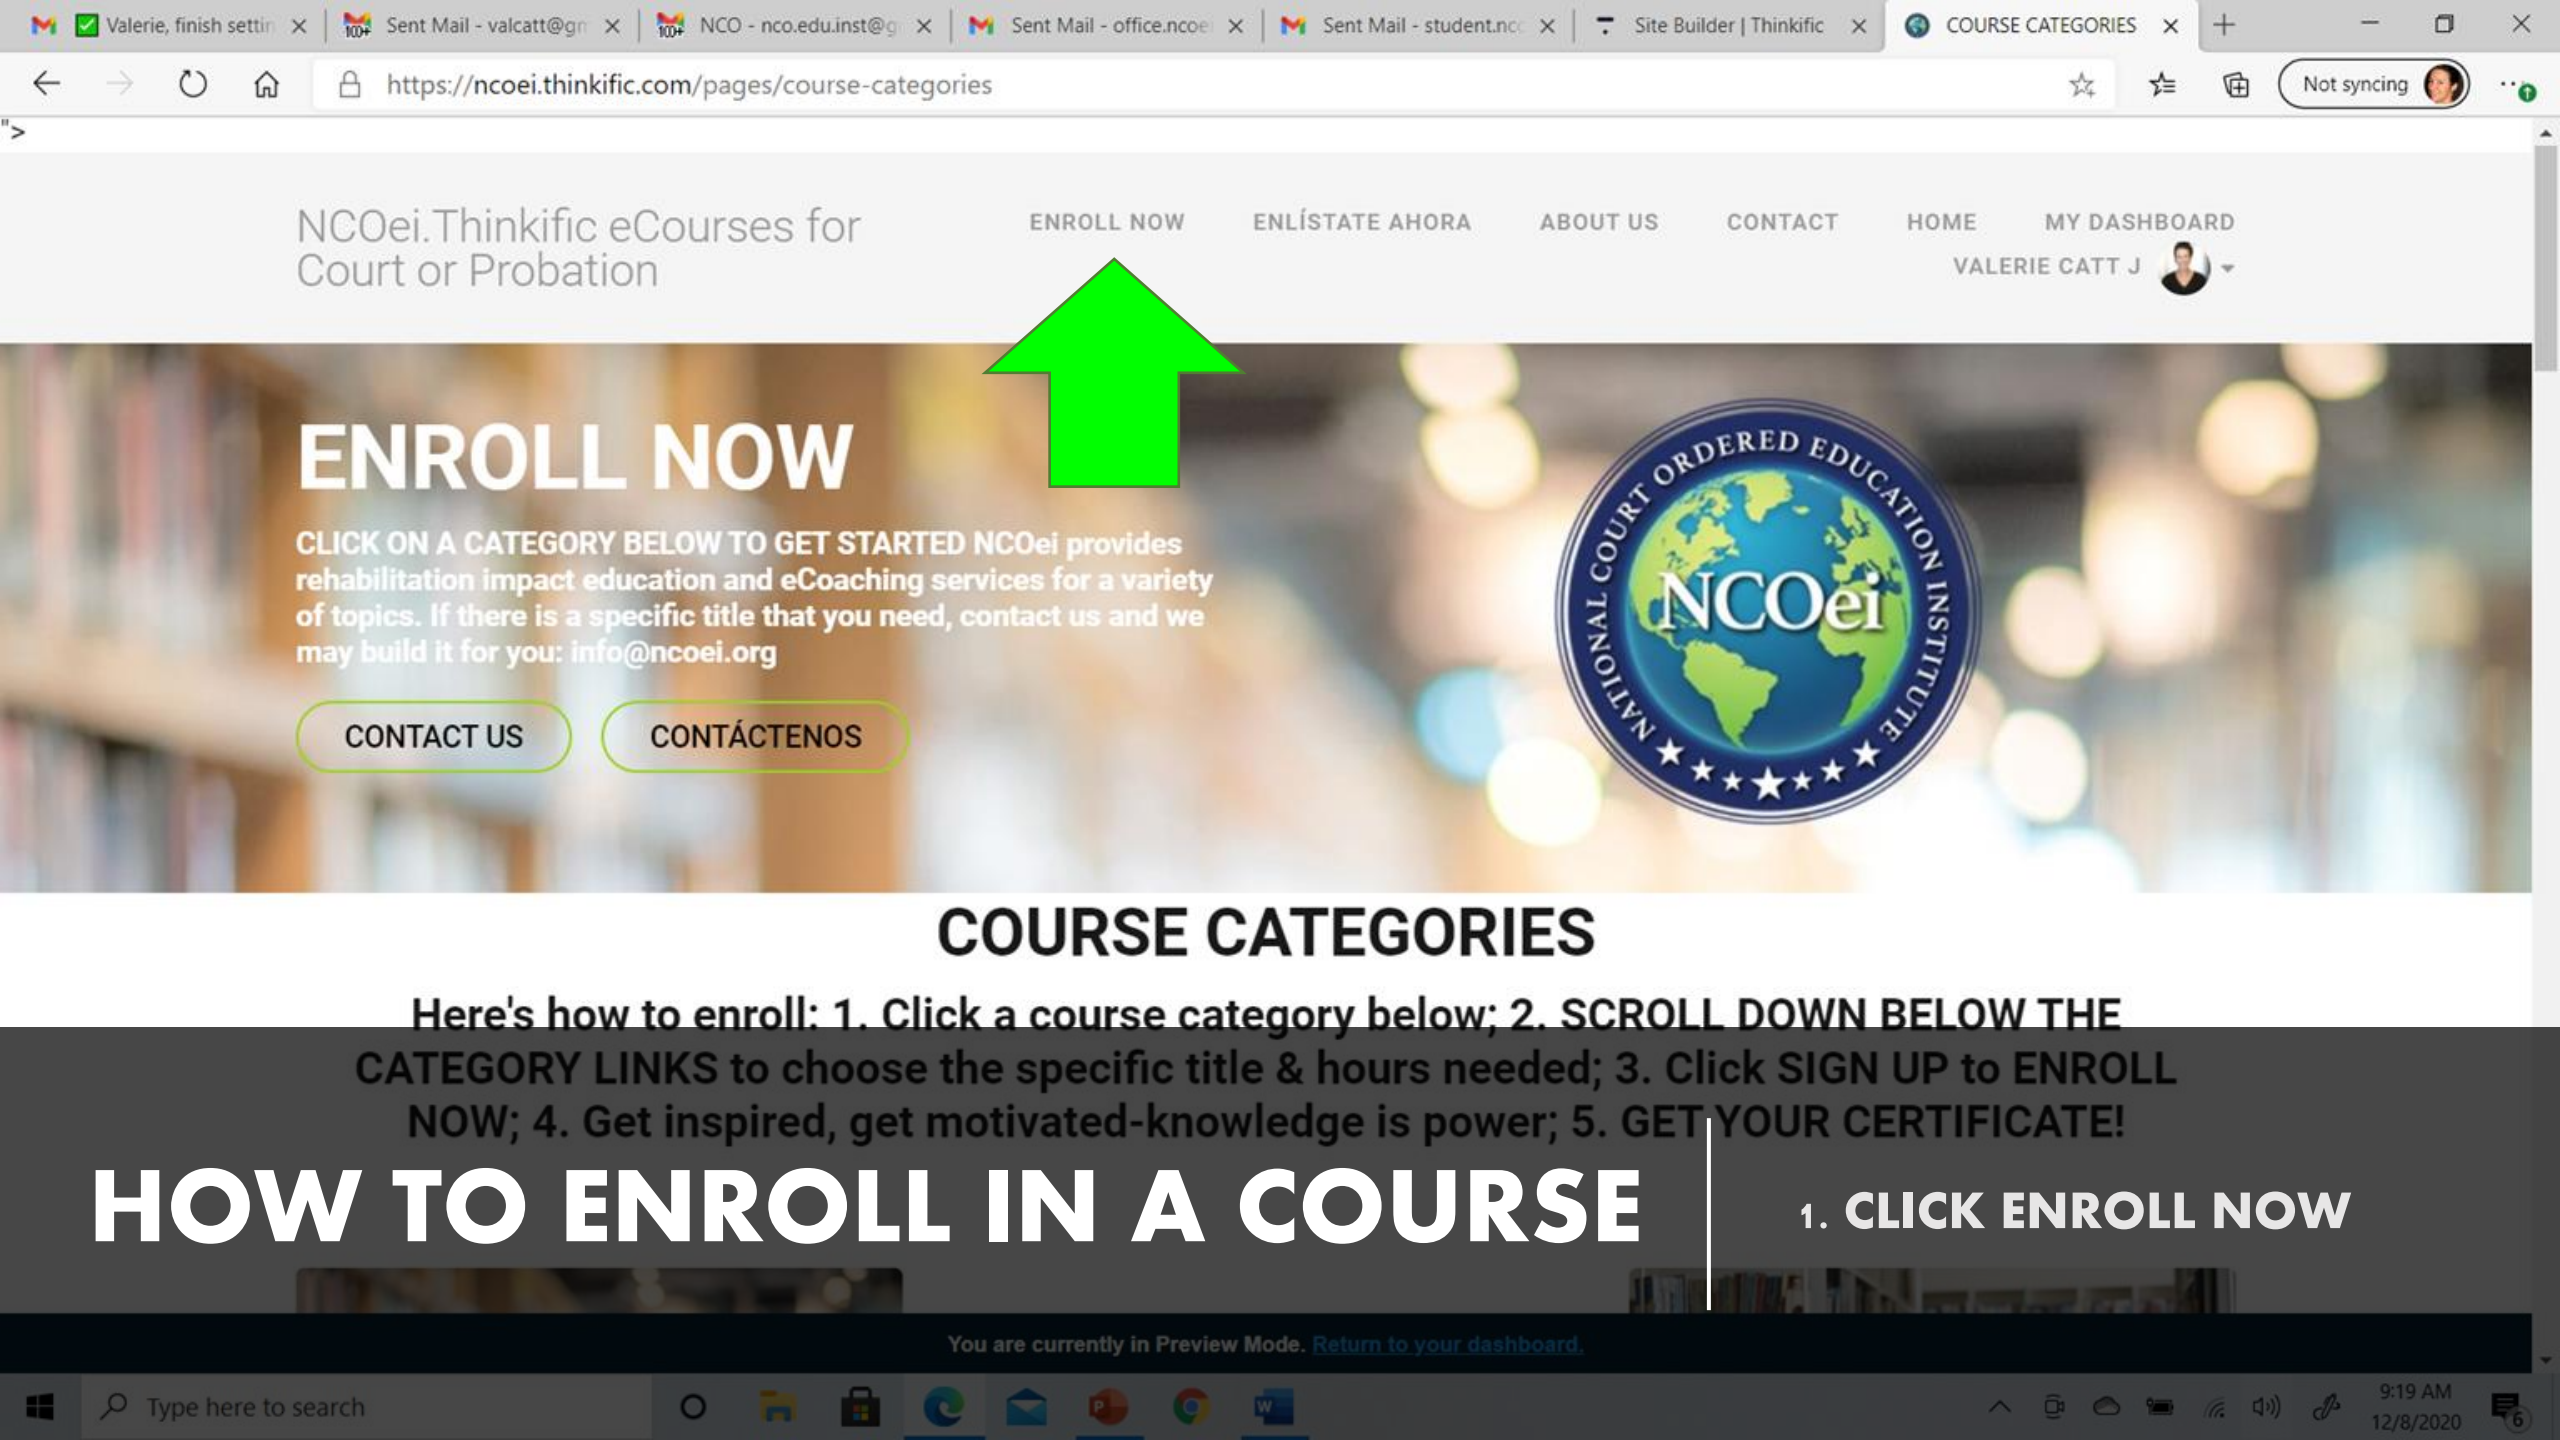 Valerie, finish settin
Sent Mail - valcatt@gm
NCO - nco.edu.inst@g
Sent Mail - office.ncoe
Sent Mail - student.nco
Site Builder | Thinkific
COURSE CATEGORIES
https://ncoei.thinkific.com/pages/course-categories
Not syncing
">
NCOei.Thinkific eCourses for
Court or Probation
ENROLL NOW
ENLÍSTATE AHORA
ABOUT US
CONTACT
HOME
MY DASHBOARD
VALERIE CATT J
ENROLL NOW
CLICK ON A CATEGORY BELOW TO GET STARTED NCOei provides
rehabilitation impact education and eCoaching services for a variety
of topics. If there is a specific title that you need, contact us and we
may build it for you: info@ncoei.org
CONTACT US
CONTÁCTENOS
NATIONAL COURT ORDERED EDUCATION INSTITUTE
NCOei
COURSE CATEGORIES
Here's how to enroll: 1. Click a course category below; 2. SCROLL DOWN BELOW THE
CATEGORY LINKS to choose the specific title & hours needed; 3. Click SIGN UP to ENROLL
NOW; 4. Get inspired, get motivated-knowledge is power; 5. GET YOUR CERTIFICATE!
HOW TO ENROLL IN A COURSE
1. CLICK ENROLL NOW
You are currently in Preview Mode. Return to your dashboard.
Type here to search
9:19 AM
12/8/2020
6